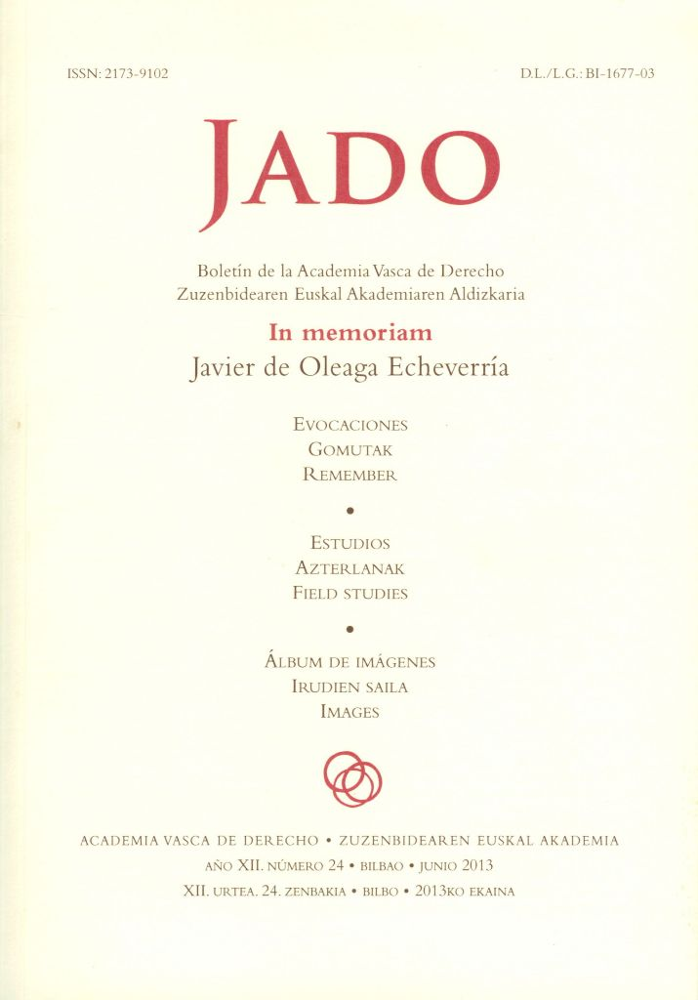 ISSN: 2173-9102
D.L./L.G.: BI-1677-03
JADO
Boletín de la Academia Vasca de Derecho
Zuzenbidearen Euskal Akademiaren Aldizkaria
In memoriam
Javier de Oleaga Echeverría
EVOCACIONES
GOMUTAK
REMEMBER
•
ESTUDIOS
AZTERLANAK
FIELD STUDIES
•
ÁLBUM DE IMÁGENES
IRUDIEN SAILA
IMAGES
ACADEMIA VASCA DE DERECHO • ZUZENBIDEAREN EUSKAL AKADEMIA
AÑO XII. NÚMERO 24 • BILBAO • JUNIO 2013
XII. URTEA. 24. ZENBAKIA • BILBO • 2013KO EKAINA